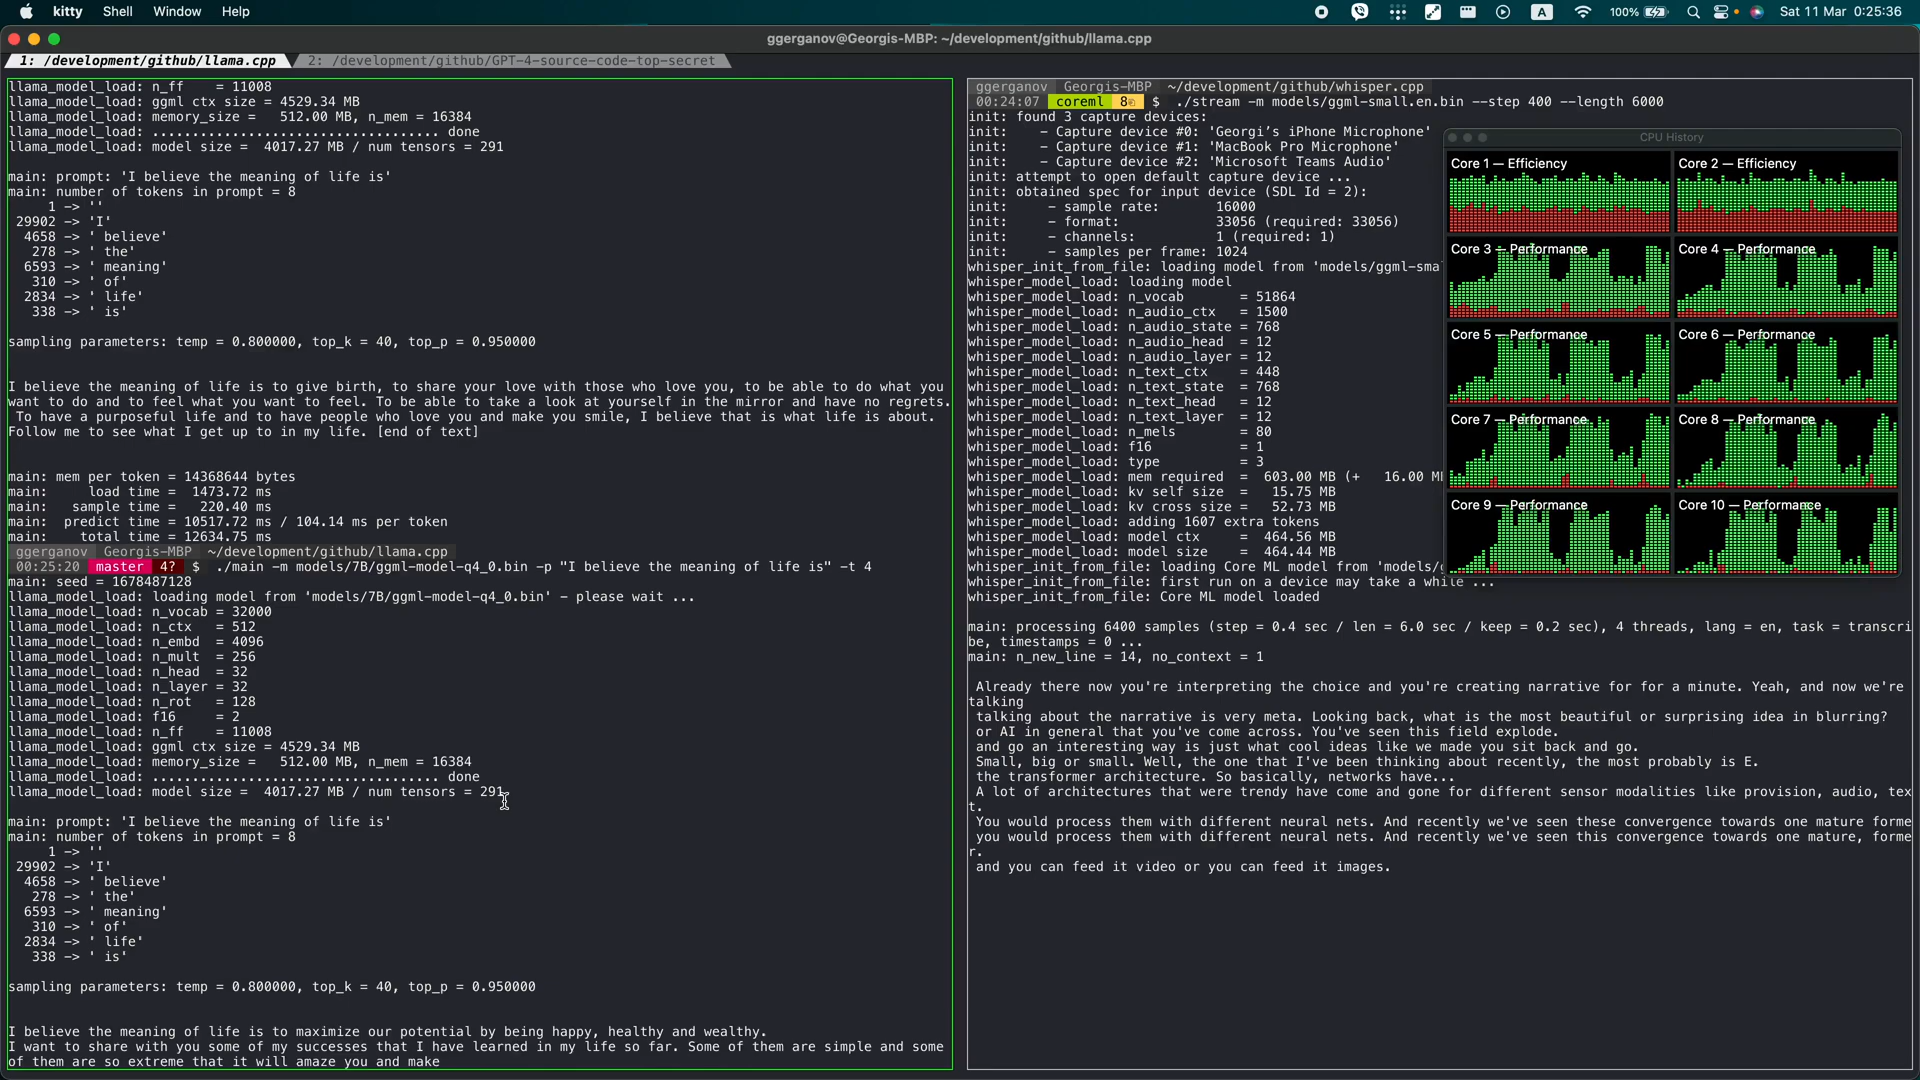 kitty Shell Window Help
A 100% Sat 11 Mar 0:25:36
ggerganov@Georgis-MBP: ~/development/github/llama.cpp
1: /development/github/llama.cpp 2: /development/github/GPT-4-source-code-top-secret
llama_model_load: n_ff = 11008
llama_model_load: ggml ctx size = 4529.34 MB
llama_model_load: memory_size = 512.00 MB, n_mem = 16384
llama_model_load: .................................... done
llama_model_load: model size = 4017.27 MB / num tensors = 291
main: prompt: 'I believe the meaning of life is'
main: number of tokens in prompt = 8
1 -> ''
29902 -> 'I'
4658 -> ' believe'
278 -> ' the'
6593 -> ' meaning'
310 -> ' of'
2834 -> ' life'
338 -> ' is'
sampling parameters: temp = 0.800000, top_k = 40, top_p = 0.950000
I believe the meaning of life is to give birth, to share your love with those who love you, to be able to do what you
want to do and to feel what you want to feel. To be able to take a look at yourself in the mirror and have no regrets.
To have a purposeful life and to have people who love you and make you smile, I believe that is what life is about.
Follow me to see what I get up to in my life. [end of text]
main: mem per token = 14368644 bytes
main: load time = 1473.72 ms
main: sample time = 220.40 ms
main: predict time = 10517.72 ms / 104.14 ms per token
main: total time = 12634.75 ms
ggerganov Georgis-MBP ~/development/github/llama.cpp
00:25:20 master 4? $ ./main -m models/7B/ggml-model-q4_0.bin -p "I believe the meaning of life is" -t 4
main: seed = 1678487128
llama_model_load: loading model from 'models/7B/ggml-model-q4_0.bin' - please wait ...
llama_model_load: n_vocab = 32000
llama_model_load: n_ctx = 512
llama_model_load: n_embd = 4096
llama_model_load: n_mult = 256
llama_model_load: n_head = 32
llama_model_load: n_layer = 32
llama_model_load: n_rot = 128
llama_model_load: f16 = 2
llama_model_load: n_ff = 11008
llama_model_load: ggml ctx size = 4529.34 MB
llama_model_load: memory_size = 512.00 MB, n_mem = 16384
llama_model_load: .................................... done
llama_model_load: model size = 4017.27 MB / num tensors = 291
main: prompt: 'I believe the meaning of life is'
main: number of tokens in prompt = 8
1 -> ''
29902 -> 'I'
4658 -> ' believe'
278 -> ' the'
6593 -> ' meaning'
310 -> ' of'
2834 -> ' life'
338 -> ' is'
sampling parameters: temp = 0.800000, top_k = 40, top_p = 0.950000
I believe the meaning of life is to maximize our potential by being happy, healthy and wealthy.
I want to share with you some of my successes that I have learned in my life so far. Some of them are simple and some
of them are so extreme that it will amaze you and make
ggerganov Georgis-MBP ~/development/github/whisper.cpp
00:24:07 coreml 8 $ ./stream -m models/ggml-small.en.bin --step 400 --length 6000
init: found 3 capture devices:
init: - Capture device #0: 'Georgi’s iPhone Microphone'
init: - Capture device #1: 'MacBook Pro Microphone'
init: - Capture device #2: 'Microsoft Teams Audio'
init: attempt to open default capture device ...
init: obtained spec for input device (SDL Id = 2):
init: - sample rate: 16000
init: - format: 33056 (required: 33056)
init: - channels: 1 (required: 1)
init: - samples per frame: 1024
whisper_init_from_file: loading model from 'models/ggml-sma
whisper_model_load: loading model
whisper_model_load: n_vocab = 51864
whisper_model_load: n_audio_ctx = 1500
whisper_model_load: n_audio_state = 768
whisper_model_load: n_audio_head = 12
whisper_model_load: n_audio_layer = 12
whisper_model_load: n_text_ctx = 448
whisper_model_load: n_text_state = 768
whisper_model_load: n_text_head = 12
whisper_model_load: n_text_layer = 12
whisper_model_load: n_mels = 80
whisper_model_load: f16 = 1
whisper_model_load: type = 3
whisper_model_load: mem required = 603.00 MB (+ 16.00 M
whisper_model_load: kv self size = 15.75 MB
whisper_model_load: kv cross size = 52.73 MB
whisper_model_load: adding 1607 extra tokens
whisper_model_load: model ctx = 464.56 MB
whisper_model_load: model size = 464.44 MB
whisper_init_from_file: loading Core ML model from 'models/g
whisper_init_from_file: first run on a device may take a while ...
whisper_init_from_file: Core ML model loaded
main: processing 6400 samples (step = 0.4 sec / len = 6.0 sec / keep = 0.2 sec), 4 threads, lang = en, task = transcri
be, timestamps = 0 ...
main: n_new_line = 14, no_context = 1
Already there now you're interpreting the choice and you're creating narrative for for a minute. Yeah, and now we're
talking
talking about the narrative is very meta. Looking back, what is the most beautiful or surprising idea in blurring?
or AI in general that you've come across. You've seen this field explode.
and go an interesting way is just what cool ideas like we made you sit back and go.
Small, big or small. Well, the one that I've been thinking about recently, the most probably is E.
the transformer architecture. So basically, networks have...
A lot of architectures that were trendy have come and gone for different sensor modalities like provision, audio, tex
t.
You would process them with different neural nets. And recently we've seen these convergence towards one mature forme
you would process them with different neural nets. And recently we've seen this convergence towards one mature, forme
r.
and you can feed it video or you can feed it images.
CPU History
Core 1 — Efficiency
Core 2 — Efficiency
Core 3 — Performance
Core 4 — Performance
Core 5 — Performance
Core 6 — Performance
Core 7 — Performance
Core 8 — Performance
Core 9 — Performance
Core 10 — Performance